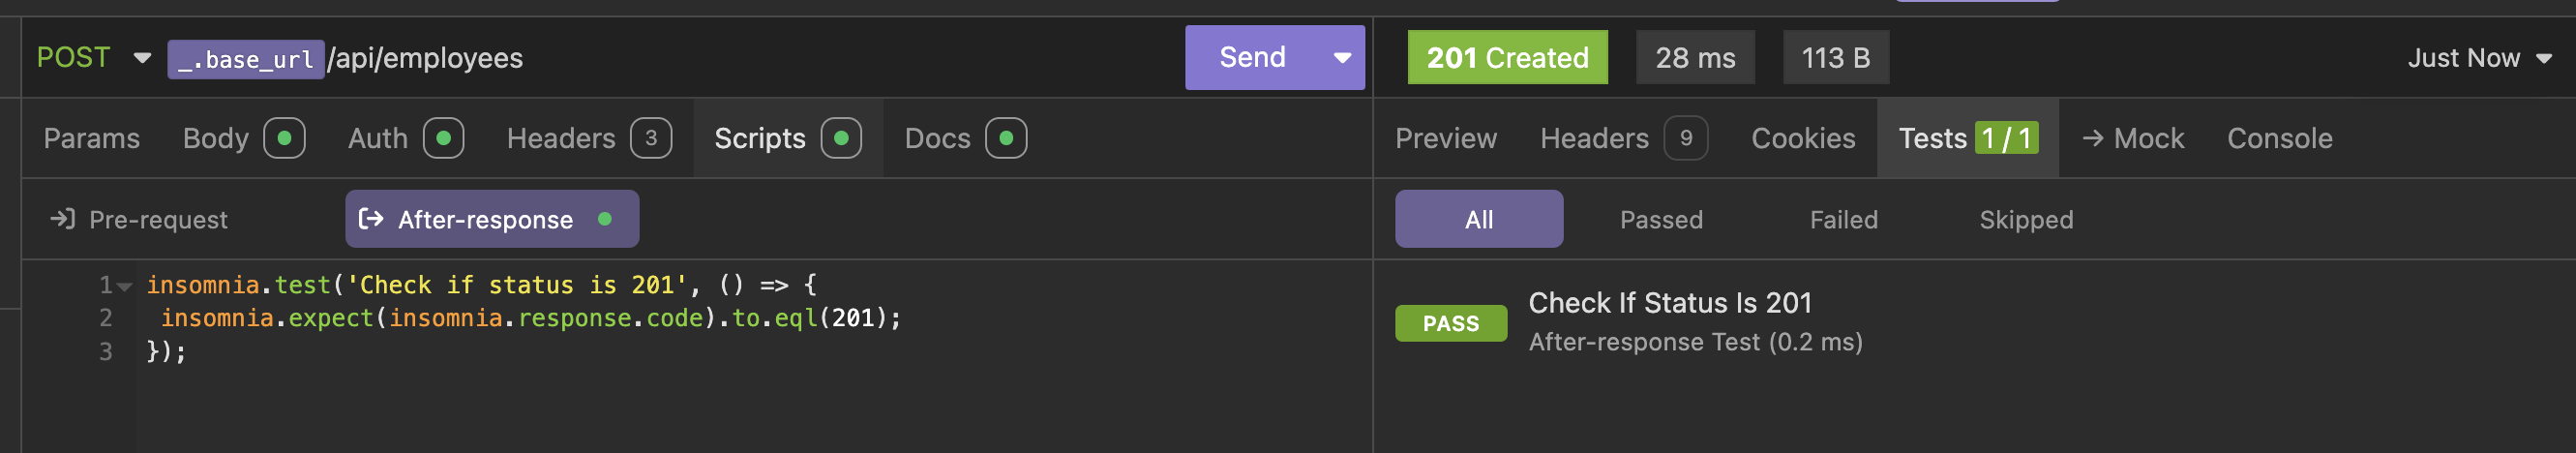 POST _.base_url/api/employees Send
201 Created 28 ms 113 B Just Now
Params Body Auth Headers 3 Scripts Docs
Preview Headers 9 Cookies Tests 1 / 1 → Mock Console
Pre-request After-response
All Passed Failed Skipped
1 insomnia.test('Check if status is 201', () => {
2 insomnia.expect(insomnia.response.code).to.eql(201);
3 });
PASS Check If Status Is 201
After-response Test (0.2 ms)